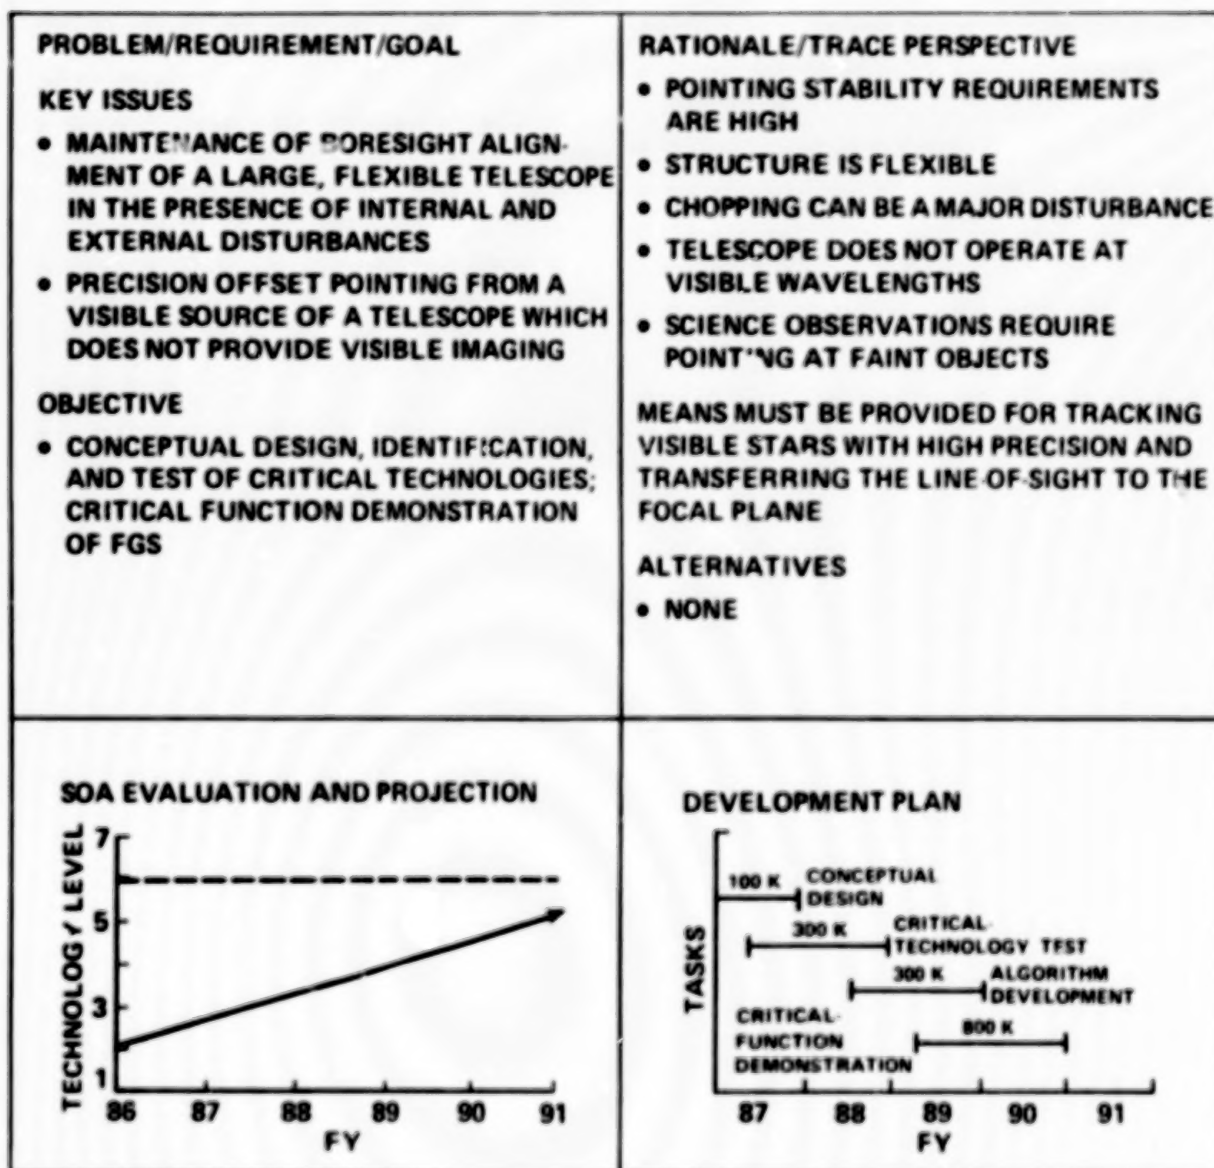 PROBLEM/REQUIREMENT/GOAL
KEY ISSUES
• MAINTENANCE OF BORESIGHT ALIGN-
MENT OF A LARGE, FLEXIBLE TELESCOPE
IN THE PRESENCE OF INTERNAL AND
EXTERNAL DISTURBANCES
• PRECISION OFFSET POINTING FROM A
VISIBLE SOURCE OF A TELESCOPE WHICH
DOES NOT PROVIDE VISIBLE IMAGING
OBJECTIVE
• CONCEPTUAL DESIGN, IDENTIFICATION,
AND TEST OF CRITICAL TECHNOLOGIES;
CRITICAL FUNCTION DEMONSTRATION
OF FGS
RATIONALE/TRACE PERSPECTIVE
• POINTING STABILITY REQUIREMENTS
ARE HIGH
• STRUCTURE IS FLEXIBLE
• CHOPPING CAN BE A MAJOR DISTURBANCE
• TELESCOPE DOES NOT OPERATE AT
VISIBLE WAVELENGTHS
• SCIENCE OBSERVATIONS REQUIRE
POINTING AT FAINT OBJECTS
MEANS MUST BE PROVIDED FOR TRACKING
VISIBLE STARS WITH HIGH PRECISION AND
TRANSFERRING THE LINE-OF-SIGHT TO THE
FOCAL PLANE
ALTERNATIVES
• NONE
SOA EVALUATION AND PROJECTION
TECHNOLOGY LEVEL
7
5
3
1
86 87 88 89 90 91
FY
DEVELOPMENT PLAN
TASKS
100 K CONCEPTUAL
DESIGN
300 K CRITICAL-
TECHNOLOGY TEST
300 K ALGORITHM
DEVELOPMENT
CRITICAL-
FUNCTION
DEMONSTRATION
800 K
87 88 89 90 91
FY